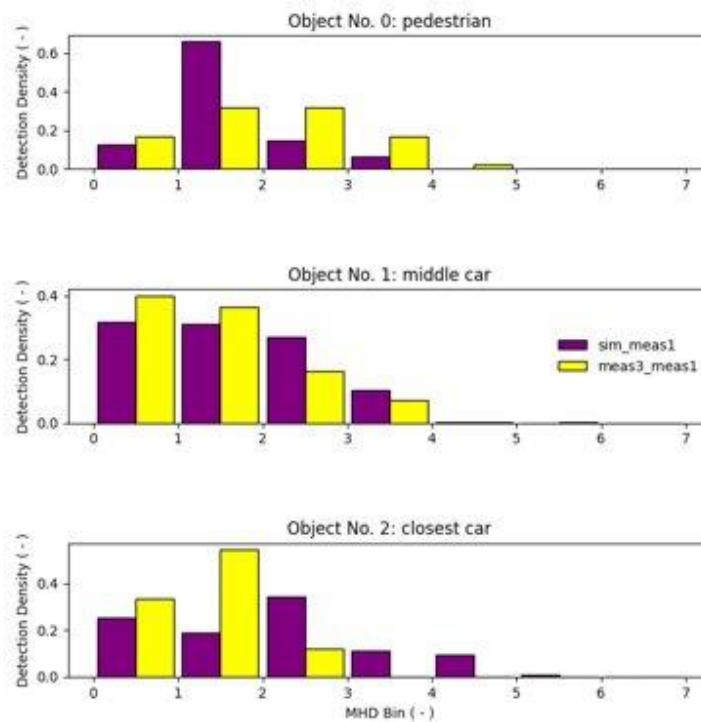 Object No. 0: pedestrian
Detection Density ( - )
0.6
0.4
0.2
0.0
0 1 2 3 4 5 6 7
Object No. 1: middle car
Detection Density ( - )
0.4
0.2
0.0
sim_meas1
meas3_meas1
0 1 2 3 4 5 6 7
Object No. 2: closest car
Detection Density ( - )
0.4
0.2
0.0
0 1 2 3 4 5 6 7
MHD Bin ( - )